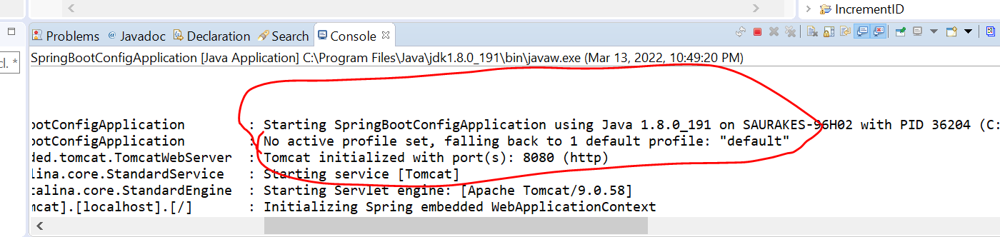 IncrementID
Problems @ Javadoc Declaration Search Console
cl. *
SpringBootConfigApplication [Java Application] C:\Program Files\Java\jdk1.8.0_191\bin\javaw.exe (Mar 13, 2022, 10:49:20 PM)
ootConfigApplication : Starting SpringBootConfigApplication using Java 1.8.0_191 on SAURAKES-96H02 with PID 36204 (C:
ootConfigApplication : No active profile set, falling back to 1 default profile: "default"
ded.tomcat.TomcatWebServer : Tomcat initialized with port(s): 8080 (http)
alina.core.StandardService : Starting service [Tomcat]
catalina.core.StandardEngine : Starting Servlet engine: [Apache Tomcat/9.0.58]
mcat].[localhost].[/] : Initializing Spring embedded WebApplicationContext